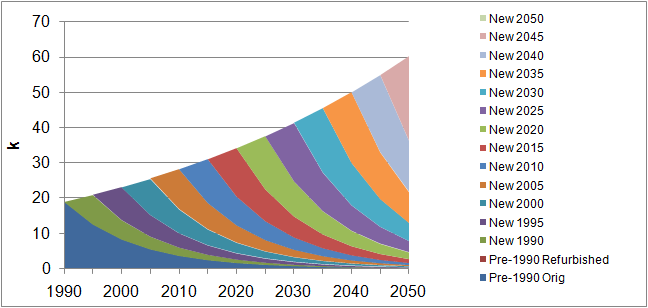 70
60
50
40
30
20
10
0
k
1990 2000 2010 2020 2030 2040 2050
New 2050
New 2045
New 2040
New 2035
New 2030
New 2025
New 2020
New 2015
New 2010
New 2005
New 2000
New 1995
New 1990
Pre-1990 Refurbished
Pre-1990 Orig